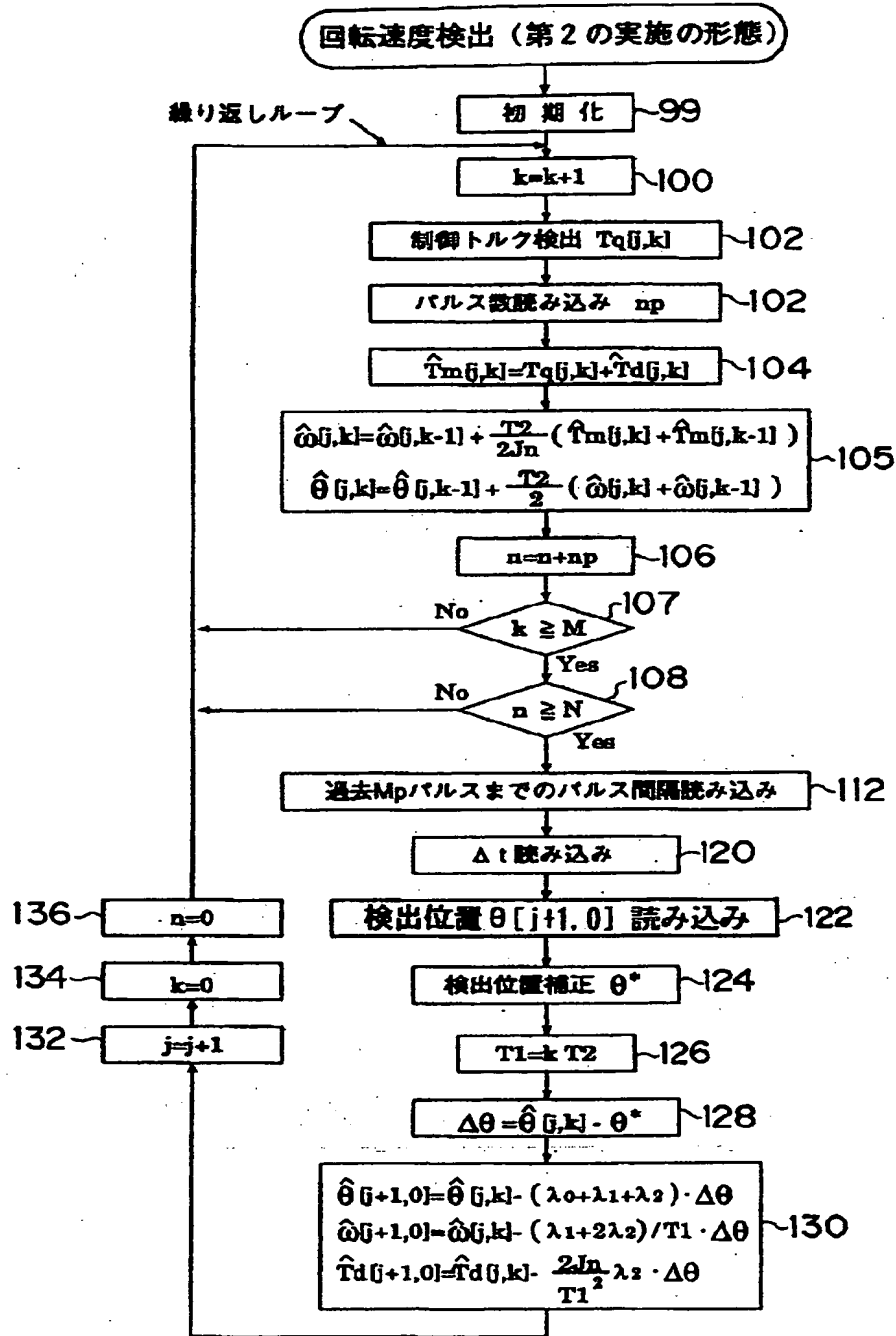 回転速度検出（第2の実施の形態）
初 期 化
99
繰り返しループ
k=k+1
100
制御トルク検出 Tq[j,k]
102
パルス数読み込み np
102
T̂m[j,k]=Tq[j,k]+T̂d[j,k]
104
ω̂[j,k]=ω̂[j,k-1]+T2/2Jn(T̂m[j,k]+T̂m[j,k-1])
θ̂[j,k]=θ̂[j,k-1]+T2/2(ω̂[j,k]+ω̂[j,k-1])
105
n=n+np
106
107
No
k ≧ M
Yes
108
No
n ≧ N
Yes
過去Mpパルスまでのパルス間隔読み込み
112
Δt読み込み
120
検出位置θ[j+1,0] 読み込み
122
検出位置補正 θ*
124
T1=k T2
126
Δθ=θ̂[j,k]-θ*
128
θ̂[j+1,0]=θ̂[j,k]-(λ0+λ1+λ2)·Δθ
ω̂[j+1,0]=ω̂[j,k]-(λ1+2λ2)/T1·Δθ
T̂d[j+1,0]=T̂d[j,k]-2Jn/T1²λ2·Δθ
130
136
n=0
134
k=0
132
j=j+1